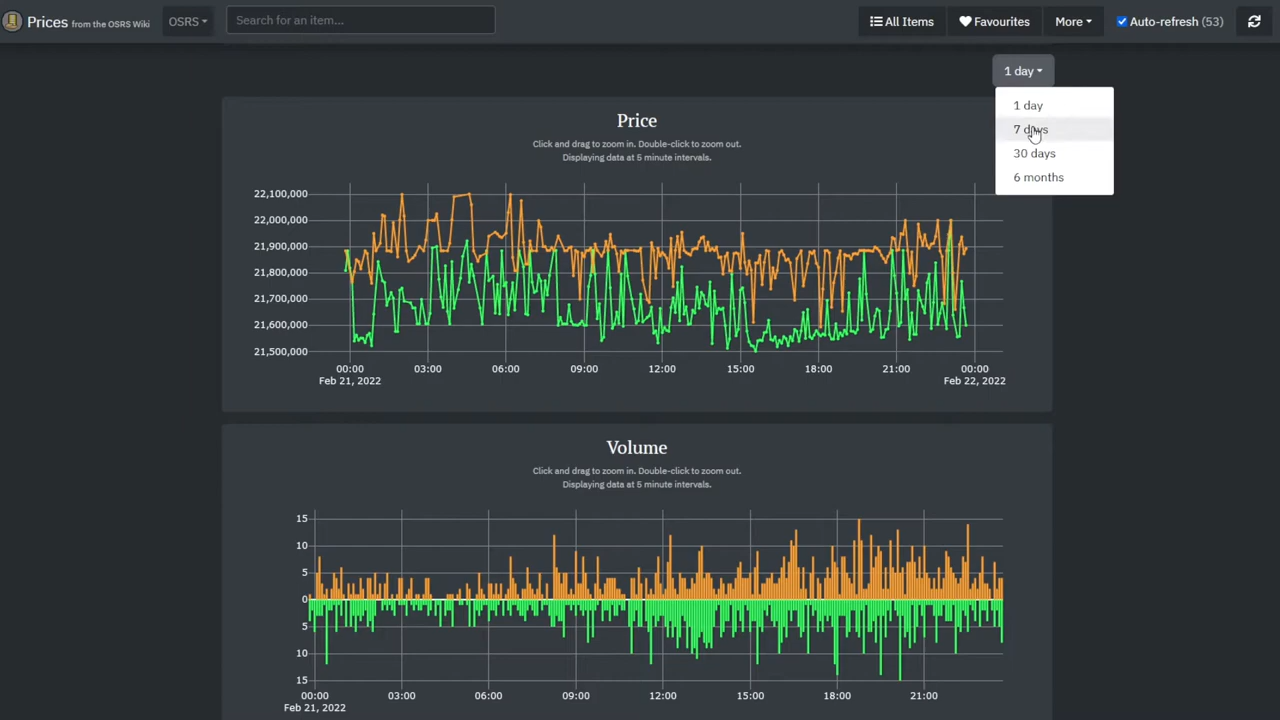 Prices from the OSRS Wiki
OSRS
Search for an item...
All Items
Favourites
More
Auto-refresh (53)
1 day
1 day
7 days
30 days
6 months
Price
Click and drag to zoom in. Double-click to zoom out.
Displaying data at 5 minute intervals.
22,100,000
22,000,000
21,900,000
21,800,000
21,700,000
21,600,000
21,500,000
00:00 03:00 06:00 09:00 12:00 15:00 18:00 21:00 00:00
Feb 21, 2022 Feb 22, 2022
Volume
Click and drag to zoom in. Double-click to zoom out.
Displaying data at 5 minute intervals.
15
10
5
0
5
10
15
00:00 03:00 06:00 09:00 12:00 15:00 18:00 21:00
Feb 21, 2022